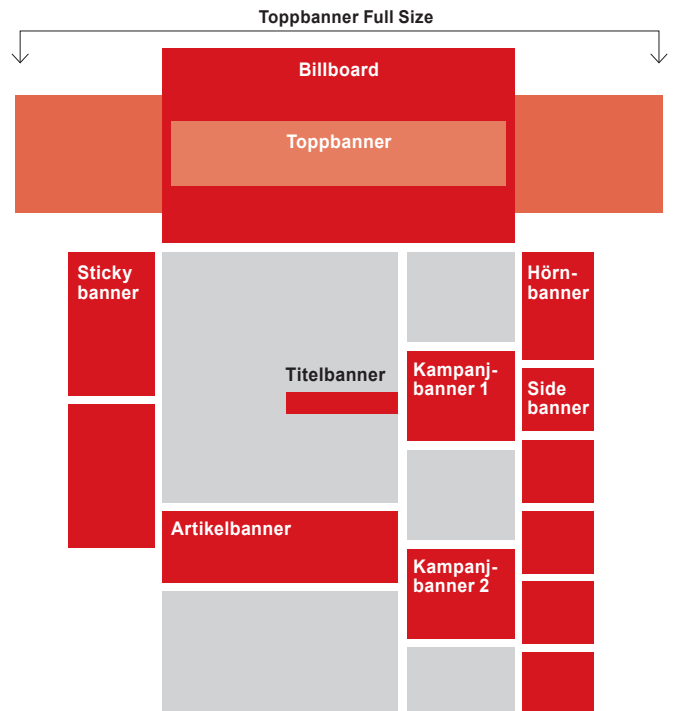 Toppbanner Full Size
Billboard
Toppbanner
Sticky
banner
Hörn-
banner
Titelbanner
Kampanj-
banner 1
Side
banner
Artikelbanner
Kampanj-
banner 2